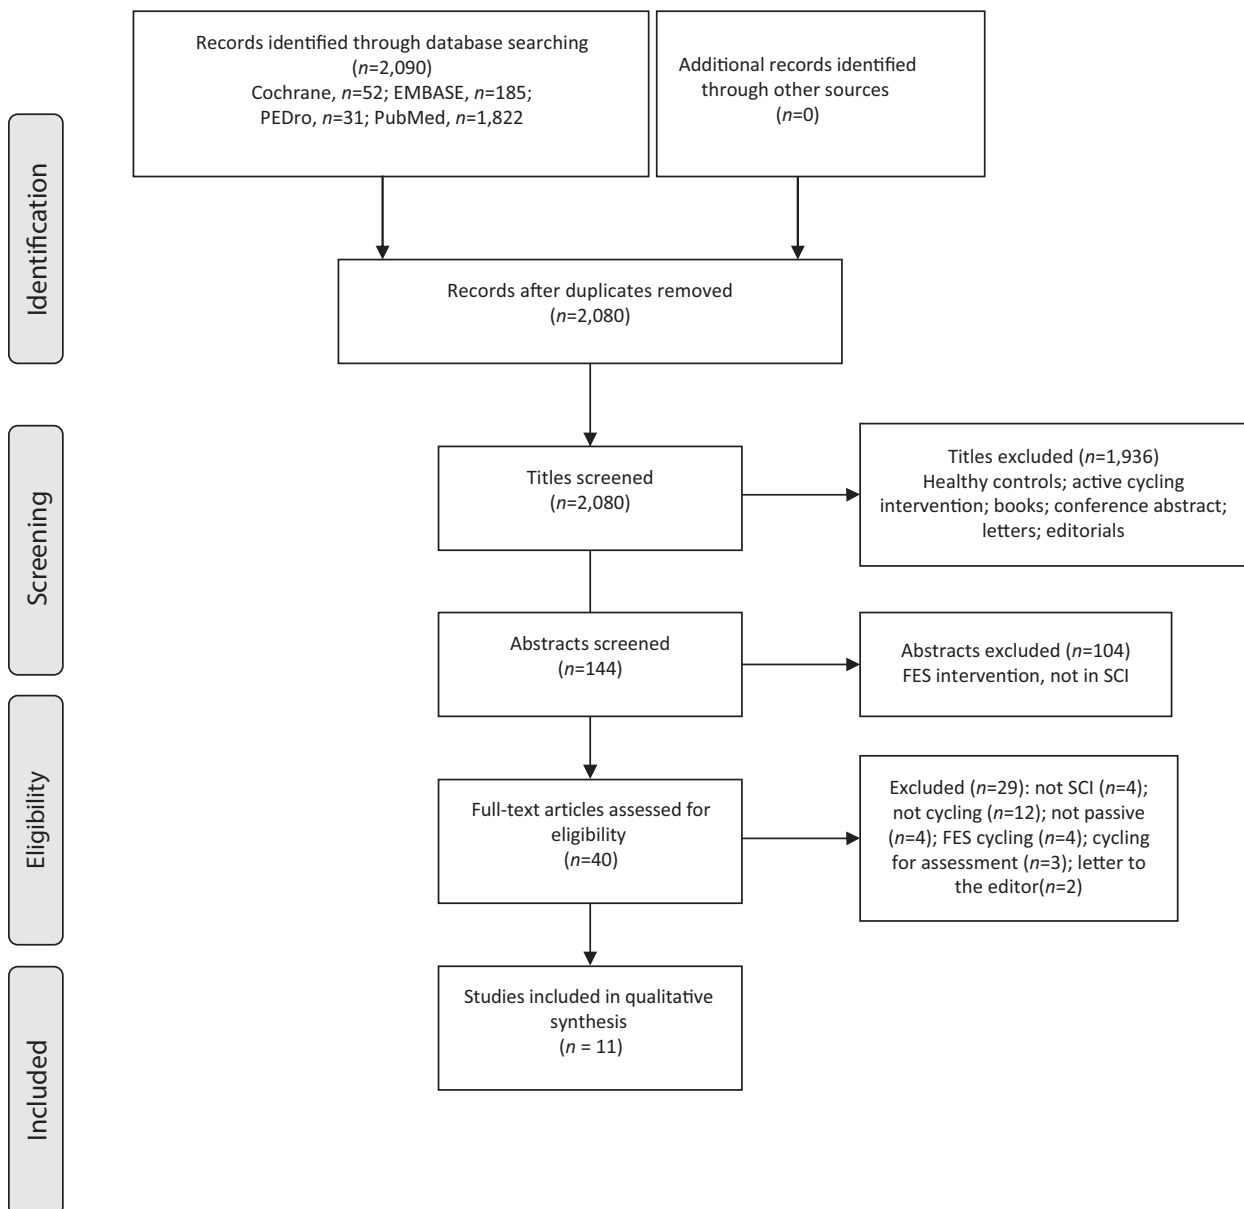 Records identified through database searching
(n=2,090)
Cochrane, n=52; EMBASE, n=185;
PEDro, n=31; PubMed, n=1,822
Additional records identified
through other sources
(n=0)
Identification
Records after duplicates removed
(n=2,080)
Screening
Titles screened
(n=2,080)
Titles excluded (n=1,936)
Healthy controls; active cycling
intervention; books; conference abstract;
letters; editorials
Abstracts screened
(n=144)
Abstracts excluded (n=104)
FES intervention, not in SCI
Eligibility
Full-text articles assessed for
eligibility
(n=40)
Excluded (n=29): not SCI (n=4);
not cycling (n=12); not passive
(n=4); FES cycling (n=4); cycling
for assessment (n=3); letter to
the editor(n=2)
Included
Studies included in qualitative
synthesis
(n = 11)